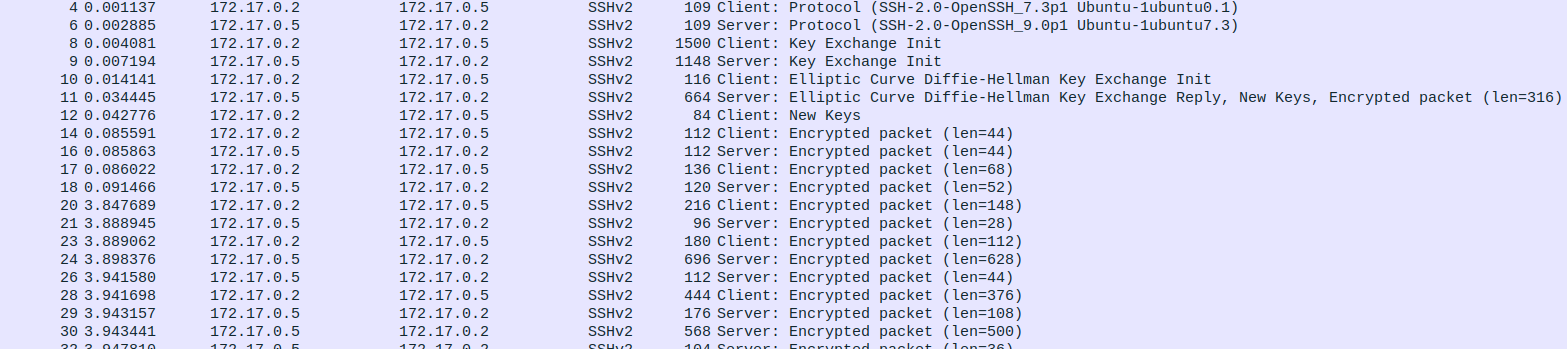 4 0.001137 172.17.0.2 172.17.0.5 SSHv2 109 Client: Protocol (SSH-2.0-OpenSSH_7.3p1 Ubuntu-1ubuntu0.1)
6 0.002885 172.17.0.5 172.17.0.2 SSHv2 109 Server: Protocol (SSH-2.0-OpenSSH_9.0p1 Ubuntu-1ubuntu7.3)
8 0.004081 172.17.0.2 172.17.0.5 SSHv2 1500 Client: Key Exchange Init
9 0.007194 172.17.0.5 172.17.0.2 SSHv2 1148 Server: Key Exchange Init
10 0.014141 172.17.0.2 172.17.0.5 SSHv2 116 Client: Elliptic Curve Diffie-Hellman Key Exchange Init
11 0.034445 172.17.0.5 172.17.0.2 SSHv2 664 Server: Elliptic Curve Diffie-Hellman Key Exchange Reply, New Keys, Encrypted packet (len=316)
12 0.042776 172.17.0.2 172.17.0.5 SSHv2 84 Client: New Keys
14 0.085591 172.17.0.2 172.17.0.5 SSHv2 112 Client: Encrypted packet (len=44)
16 0.085863 172.17.0.5 172.17.0.2 SSHv2 112 Server: Encrypted packet (len=44)
17 0.086022 172.17.0.2 172.17.0.5 SSHv2 136 Client: Encrypted packet (len=68)
18 0.091466 172.17.0.5 172.17.0.2 SSHv2 120 Server: Encrypted packet (len=52)
20 3.847689 172.17.0.2 172.17.0.5 SSHv2 216 Client: Encrypted packet (len=148)
21 3.888945 172.17.0.5 172.17.0.2 SSHv2 96 Server: Encrypted packet (len=28)
23 3.889062 172.17.0.2 172.17.0.5 SSHv2 180 Client: Encrypted packet (len=112)
24 3.898376 172.17.0.5 172.17.0.2 SSHv2 696 Server: Encrypted packet (len=628)
26 3.941580 172.17.0.5 172.17.0.2 SSHv2 112 Server: Encrypted packet (len=44)
28 3.941698 172.17.0.2 172.17.0.5 SSHv2 444 Client: Encrypted packet (len=376)
29 3.943157 172.17.0.5 172.17.0.2 SSHv2 176 Server: Encrypted packet (len=108)
30 3.943441 172.17.0.5 172.17.0.2 SSHv2 568 Server: Encrypted packet (len=500)